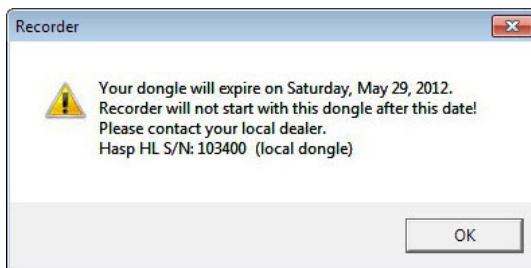 Recorder
Your dongle will expire on Saturday, May 29, 2012.
Recorder will not start with this dongle after this date!
Please contact your local dealer.
Hasp HL S/N: 103400 (local dongle)
OK